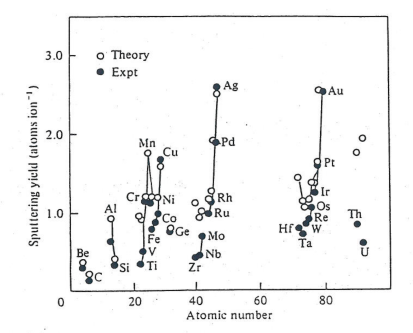 3.0
2.0
1.0
0
20
40
60
80
Sputtering yield (atoms ion⁻¹)
Atomic number
Theory
Expt
Be
C
Al
Si
Mn
Cu
Cr
Ni
Co
Fe
V
Ti
Ge
Ag
Pd
Rh
Ru
Mo
Nb
Zr
Au
Pt
Ir
Os
Re
W
Hf
Ta
Th
U